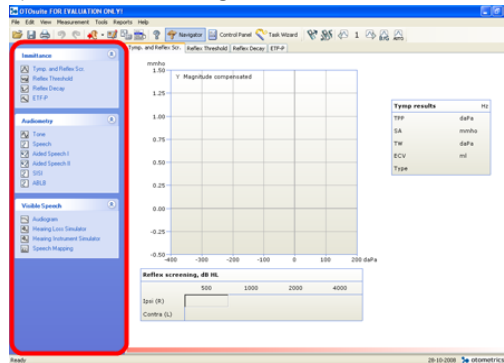 OTOsuite FOR EVALUATION ONLY!
File Edit View Measurement Tools Reports Help
Navigator Control Panel Task Wizard 1
Tymp. and Reflex Scr. Reflex Threshold Reflex Decay ETF-P
Immittance
Tymp. and Reflex Scr.
Reflex Threshold
Reflex Decay
ETF-P
Audiometry
Tone
Speech
Aided Speech I
Aided Speech II
SISI
ABLB
Visible Speech
Audiogram
Hearing Loss Simulator
Hearing Instrument Simulator
Speech Mapping
mmho
Y Magnitude compensated
1.50
1.25
1.00
0.75
0.50
0.25
0.00
-0.25
-0.50
-400 -300 -200 -100 0 100 200 daPa
Tymp results Hz
TPP daPa
SA mmho
TW daPa
ECV ml
Type
Reflex screening, dB HL
500 1000 2000 4000
Ipsi (R)
Contra (L)
Ready 28-10-2008 otometrics